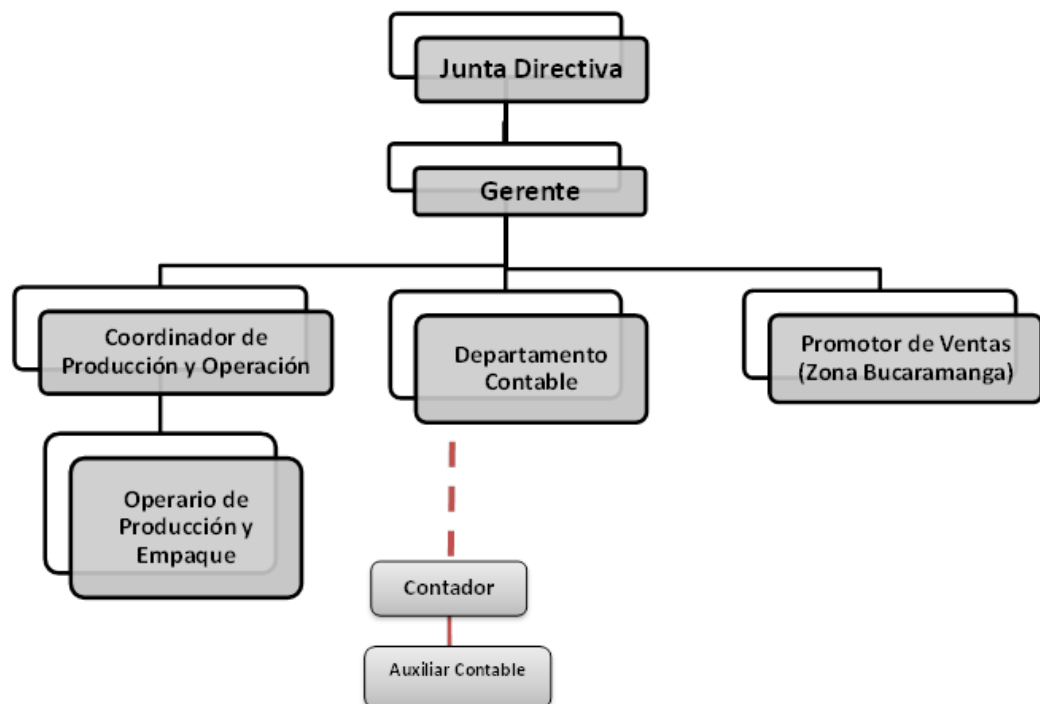 Junta Directiva
Gerente
Coordinador de
Producción y Operación
Departamento
Contable
Promotor de Ventas
(Zona Bucaramanga)
Operario de
Producción y
Empaque
Contador
Auxiliar Contable